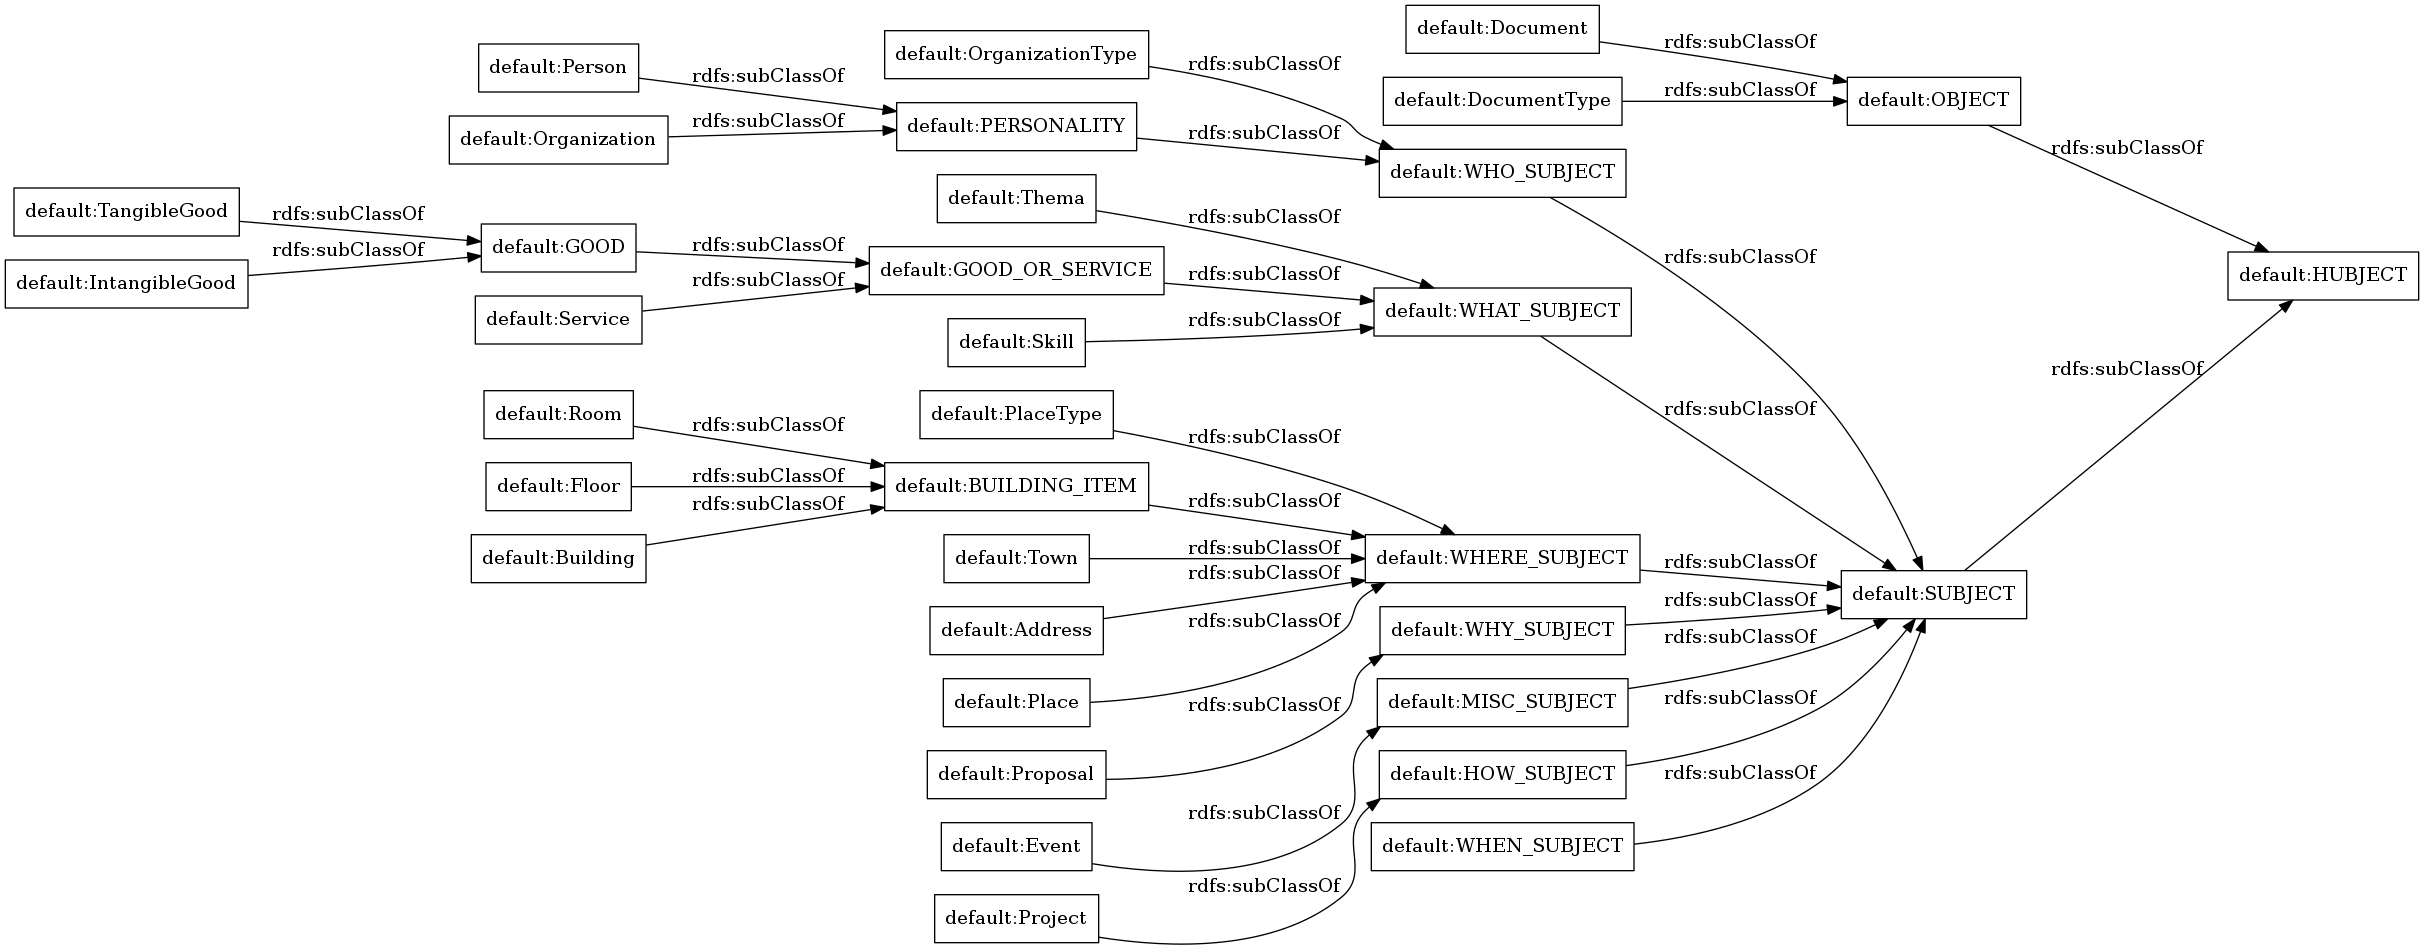 default:Document
rdfs:subClassOf
default:OrganizationType
default:Person
rdfs:subClassOf
rdfs:subClassOf
default:DocumentType
rdfs:subClassOf
default:OBJECT
default:PERSONALITY
rdfs:subClassOf
default:Organization
rdfs:subClassOf
rdfs:subClassOf
default:WHO_SUBJECT
default:Thema
default:TangibleGood
rdfs:subClassOf
rdfs:subClassOf
default:GOOD
rdfs:subClassOf
rdfs:subClassOf
default:IntangibleGood
rdfs:subClassOf
default:GOOD_OR_SERVICE
rdfs:subClassOf
default:HUBJECT
default:Service
rdfs:subClassOf
default:WHAT_SUBJECT
default:Skill
rdfs:subClassOf
rdfs:subClassOf
default:Room
rdfs:subClassOf
default:PlaceType
rdfs:subClassOf
rdfs:subClassOf
default:Floor
rdfs:subClassOf
default:BUILDING_ITEM
rdfs:subClassOf
rdfs:subClassOf
default:Building
default:Town
rdfs:subClassOf
default:WHERE_SUBJECT
rdfs:subClassOf
rdfs:subClassOf
default:SUBJECT
default:Address
rdfs:subClassOf
default:WHY_SUBJECT
rdfs:subClassOf
rdfs:subClassOf
default:Place
rdfs:subClassOf
default:MISC_SUBJECT
rdfs:subClassOf
default:Proposal
default:HOW_SUBJECT
rdfs:subClassOf
rdfs:subClassOf
default:Event
default:WHEN_SUBJECT
rdfs:subClassOf
default:Project